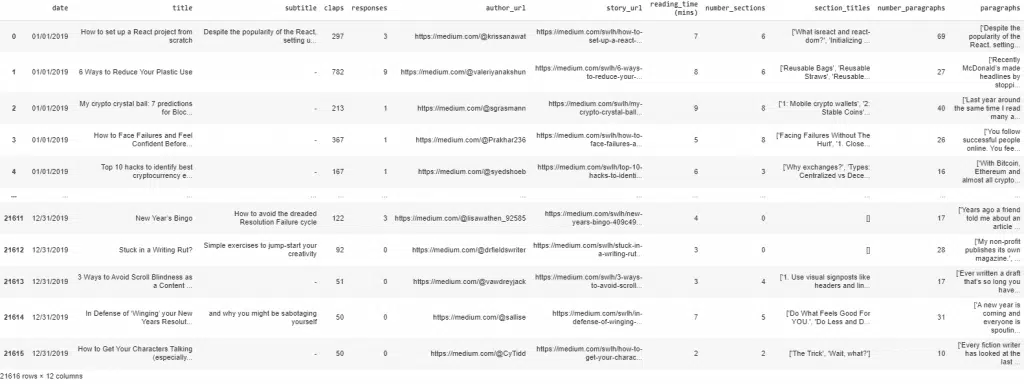 date title subtitle claps responses author_url story_url reading_time (mins) number_sections section_titles number_paragraphs paragraphs
0 01/01/2019 How to set up a React project from scratch Despite the popularity of the React, setting u... 297 3 https://medium.com/@krissanawat https://medium.com/swlh/how-to-set-up-a-react-... 7 6 ['What isreact and react-dom?', 'Initializing ... 69 ['Despite the popularity of the React, setting...
1 01/01/2019 6 Ways to Reduce Your Plastic Use - 782 9 https://medium.com/@valeriyanakshun https://medium.com/swlh/6-ways-to-reduce-your-... 8 6 ['Reusable Bags', 'Reusable Straws', 'Reusable... 27 ['Recently McDonald's made headlines by stoppi...
2 01/01/2019 My crypto crystal ball: 7 predictions for Bloc... - 213 1 https://medium.com/@sgrasmann https://medium.com/swlh/my-crypto-crystal-ball... 9 8 ['1: Mobile crypto wallets', '2: Stable Coins'... 40 ['Last year around the same time I read many a...
3 01/01/2019 How to Face Failures and Feel Confident Before... - 367 1 https://medium.com/@Prakhar236 https://medium.com/swlh/how-to-face-failures-a... 5 8 ['Facing Failures Without The Hurt', '1. Close... 26 ['You follow successful people online. You fee...
4 01/01/2019 Top 10 hacks to identify best cryptocurrency e... - 167 1 https://medium.com/@syedshoeb https://medium.com/swlh/top-10-hacks-to-identi... 6 3 ['Why exchanges?', 'Types: Centralized vs Dece... 16 ['With Bitcoin, Ethereum and almost all crypto...
... ... ... ... ... ... ... ... ... ... ... ... ...
21611 12/31/2019 New Year's Bingo How to avoid the dreaded Resolution Failure cycle 122 3 https://medium.com/@lisawathen_92585 https://medium.com/swlh/new-years-bingo-409c49... 4 0 [] 17 ['Years ago a friend told me about an article ...
21612 12/31/2019 Stuck in a Writing Rut? Simple exercises to jump-start your creativity 92 0 https://medium.com/@drfieldswriter https://medium.com/swlh/stuck-in-a-writing-rut... 3 0 [] 28 ['My non-profit publishes its own magazine.', ...
21613 12/31/2019 3 Ways to Avoid Scroll Blindness as a Content ... - 51 0 https://medium.com/@vawdreyjack https://medium.com/swlh/3-ways-to-avoid-scroll... 3 4 ['1. Use visual signposts like headers and lin... 17 ['Ever written a draft that's so long you have...
21614 12/31/2019 In Defense of 'Winging' your New Years Resolut... and why you might be sabotaging yourself 50 0 https://medium.com/@sallise https://medium.com/swlh/in-defense-of-winging-... 7 5 ['Do What Feels Good For YOU.', 'Do Less and D... 31 ['A new year is coming and everyone is spoutin...
21615 12/31/2019 How to Get Your Characters Talking (especially... - 50 0 https://medium.com/@CyTidd https://medium.com/swlh/how-to-get-your-charac... 2 2 ['The Trick', 'Wait, what?'] 10 ['Every fiction writer has looked at the last ...
21616 rows × 12 columns